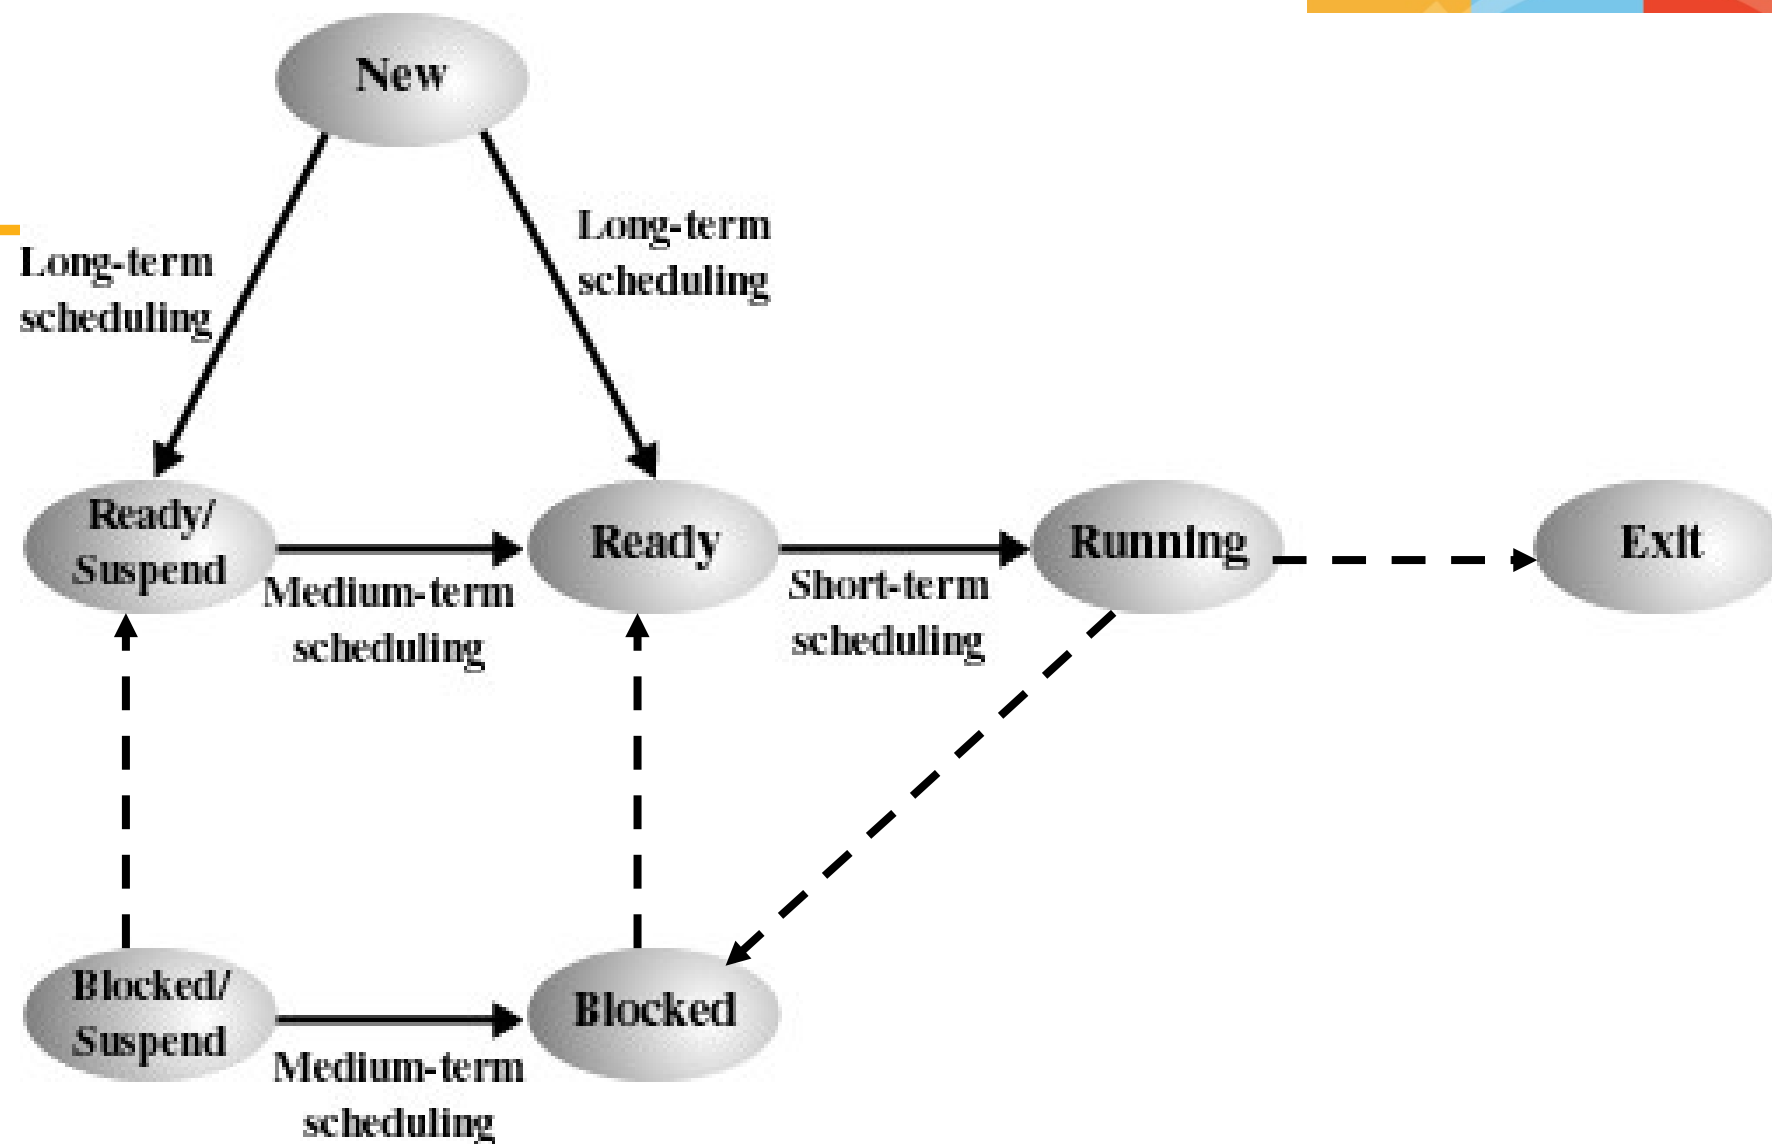 New
Long-term
scheduling
Long-term
scheduling
Ready/
Suspend
Ready
Running
Exit
Medium-term
scheduling
Short-term
scheduling
Blocked/
Suspend
Blocked
Medium-term
scheduling